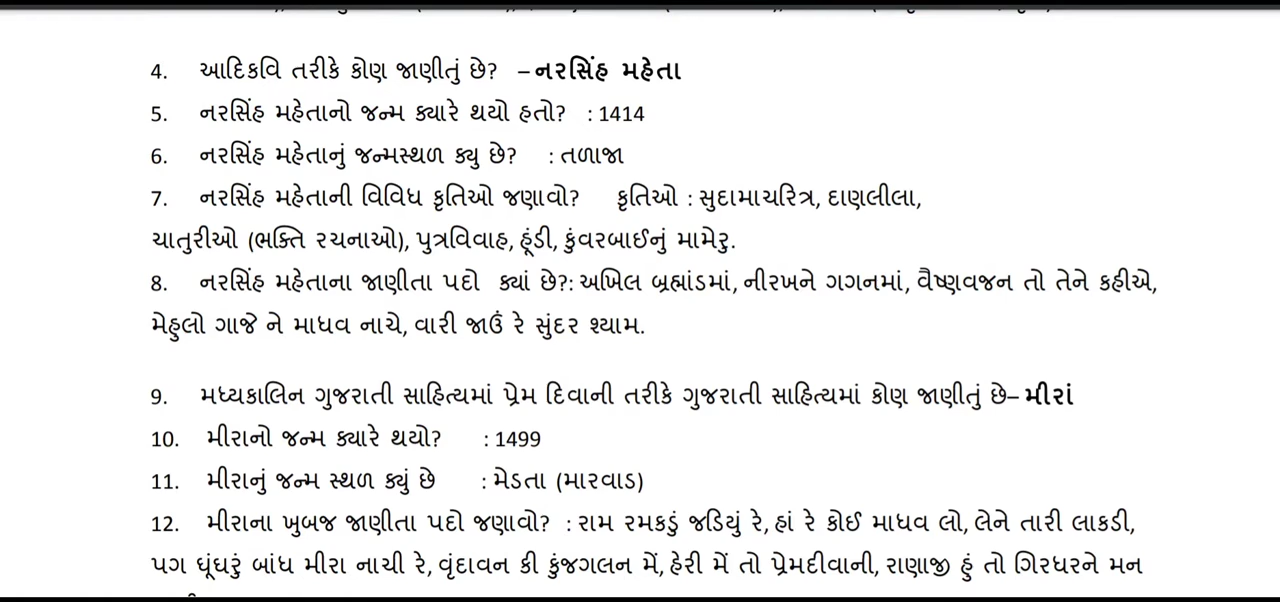 4. આદિકવિ તરીકે કોણ જાણીતું છે? – નરસિંહ મહેતા
5. નરસિંહ મહેતાનો જન્મ ક્યારે થયો હતો? : 1414
6. નરસિંહ મહેતાનું જન્મસ્થળ ક્યુ છે? : તળાજા
7. નરસિંહ મહેતાની વિવિધ કૃતિઓ જણાવો? કૃતિઓ : સુદામાચરિત્ર, દાણલીલા,
ચાતુરીઓ (ભક્તિ રચનાઓ), પુત્રવિવાહ, હૂંડી, કુંવરબાઈનું મામેરુ.
8. નરસિંહ મહેતાના જાણીતા પદો ક્યાં છે?: અખિલ બ્રહ્માંડમાં, નીરખને ગગનમાં, વૈષ્ણવજન તો તેને કહીએ,
મેહુલો ગાજે ને માધવ નાચે, વારી જાઉં રે સુંદર શ્યામ.
9. મધ્યકાલિન ગુજરાતી સાહિત્યમાં પ્રેમ દિવાની તરીકે ગુજરાતી સાહિત્યમાં કોણ જાણીતું છે– મીરાં
10. મીરાનો જન્મ ક્યારે થયો? : 1499
11. મીરાનું જન્મ સ્થળ ક્યું છે : મેડતા (મારવાડ)
12. મીરાના ખુબજ જાણીતા પદો જણાવો? : રામ રમકડું જડિયું રે, હાં રે કોઈ માધવ લો, લેને તારી લાકડી,
પગ ઘૂંઘરું બાંધ મીરા નાચી રે, વૃંદાવન કી કુંજગલન મેં, હેરી મેં તો પ્રેમદીવાની, રાણાજી હું તો ગિરધરને મન